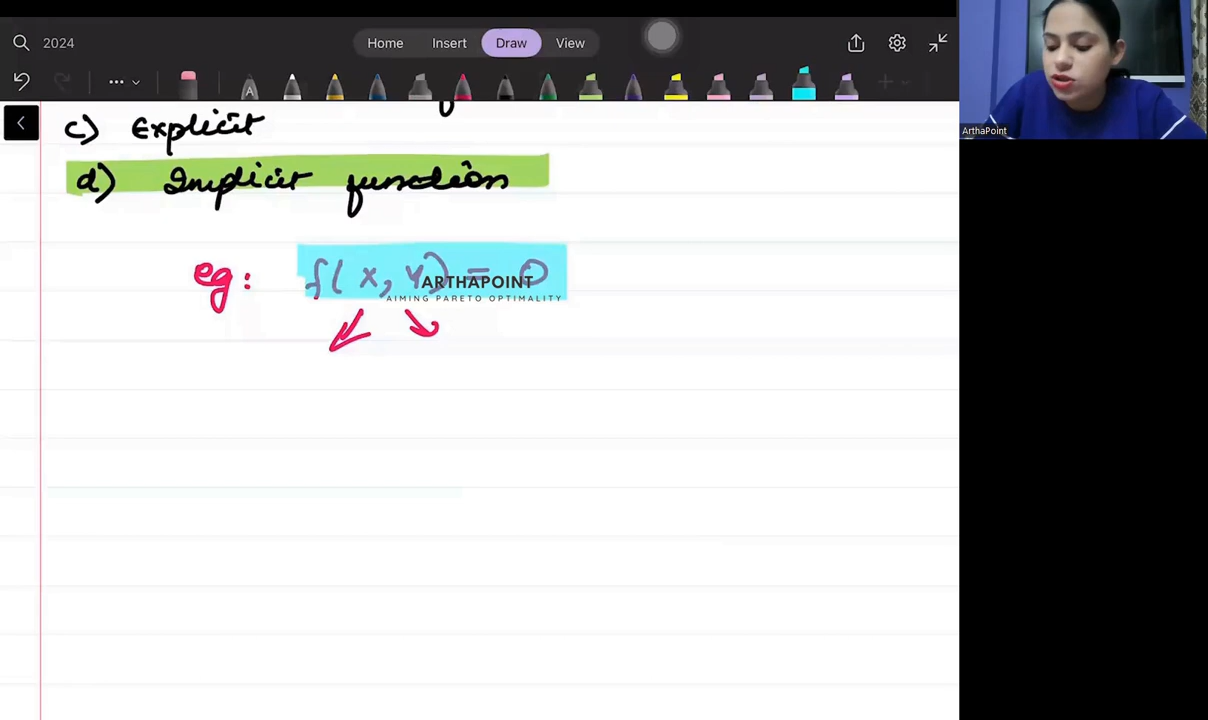 2024
Home Insert Draw View
A
ArthaPoint
c) Explicit
d) Implicit function
eg: f(x, y) = 0
ARTHAPOINT
AIMING PARETO OPTIMALITY